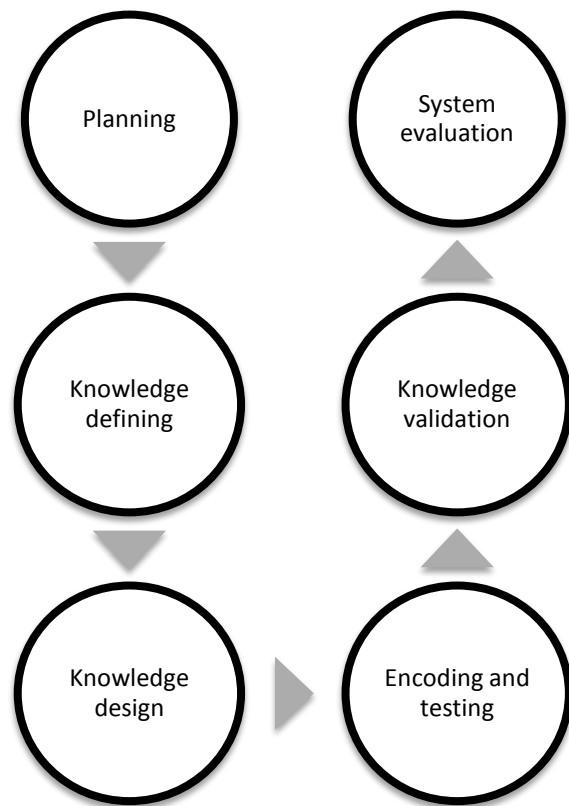 Planning
Knowledge
defining
Knowledge
design
Encoding and
testing
Knowledge
validation
System
evaluation